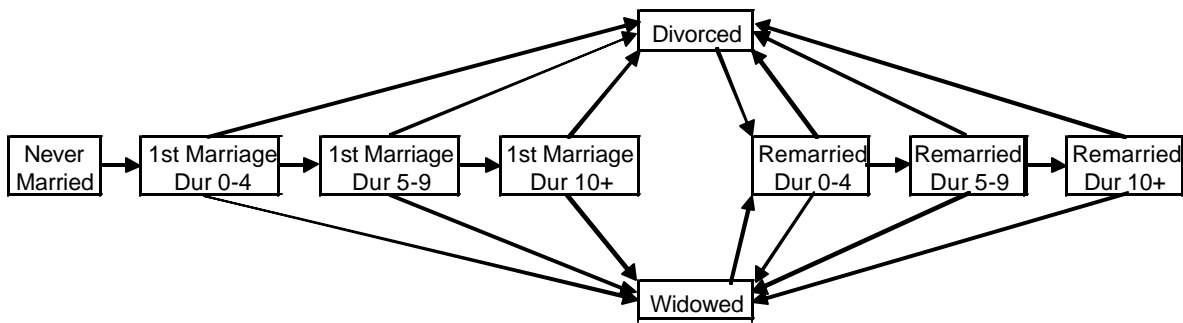 Divorced
Never
Married
1st Marriage
Dur 0-4
1st Marriage
Dur 5-9
1st Marriage
Dur 10+
Remarried
Dur 0-4
Remarried
Dur 5-9
Remarried
Dur 10+
Widowed